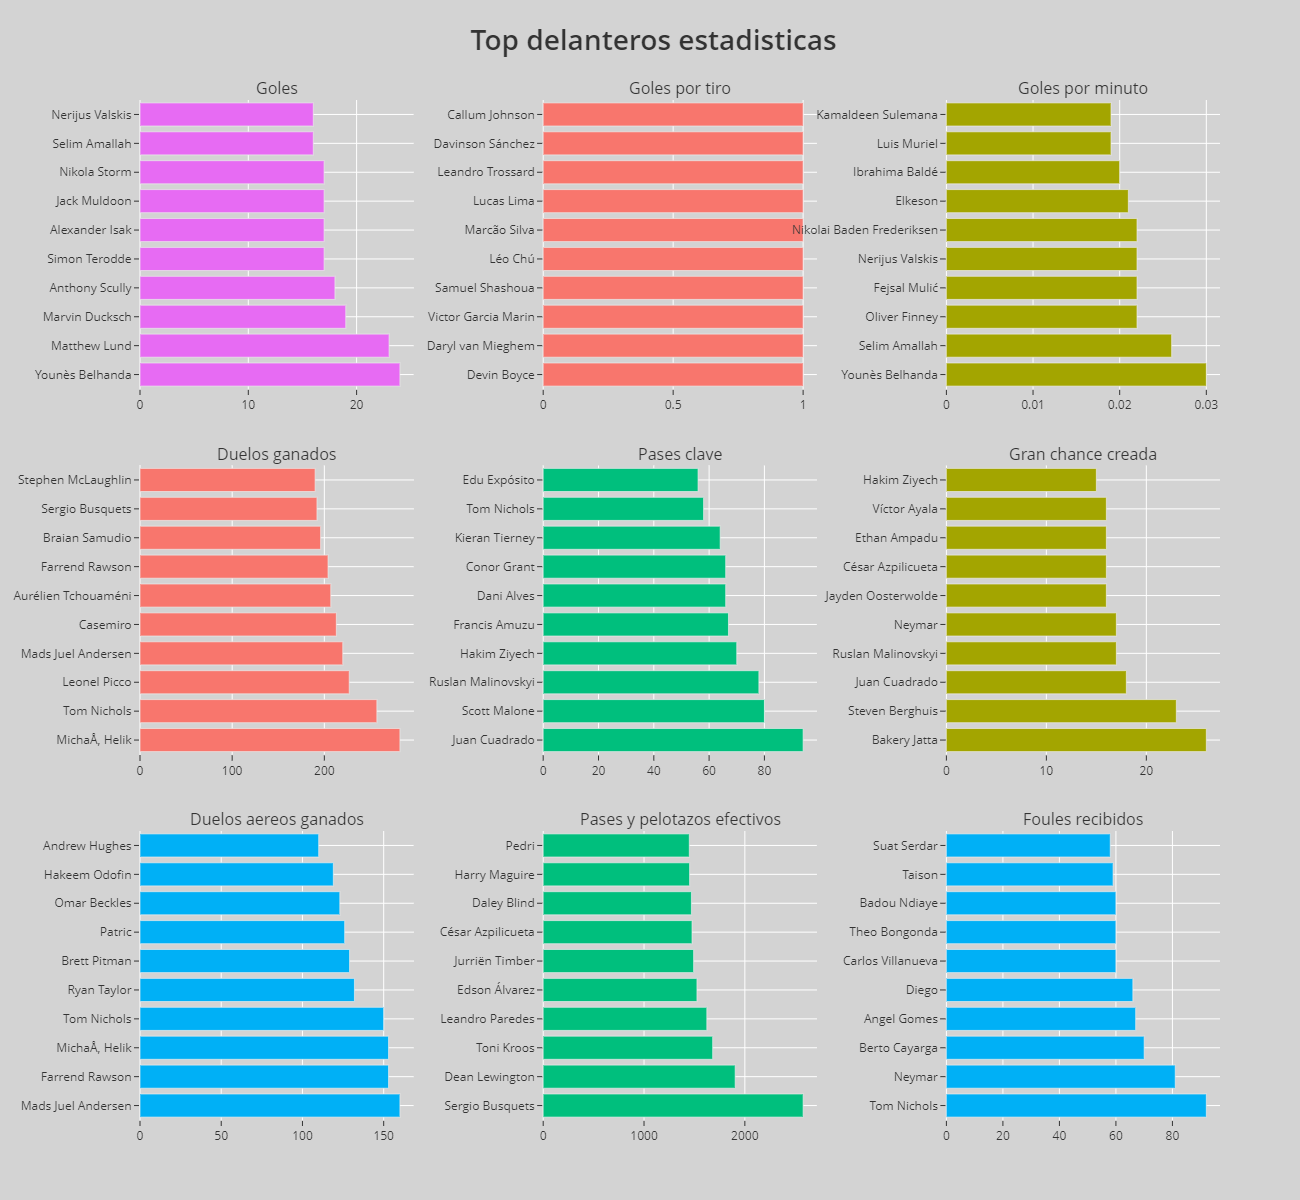 Top delanteros estadisticas
Goles
Nerijus Valskis
Selim Amallah
Nikola Storm
Jack Muldoon
Alexander Isak
Simon Terodde
Anthony Scully
Marvin Ducksch
Matthew Lund
Younès Belhanda
0 10 20
Goles por tiro
Callum Johnson
Davinson Sánchez
Leandro Trossard
Lucas Lima
Marcão Silva
Léo Chú
Samuel Shashoua
Victor Garcia Marin
Daryl van Mieghem
Devin Boyce
0 0.5 1
Goles por minuto
Kamaldeen Sulemana
Luis Muriel
Ibrahima Baldé
Elkeson
Nikolai Baden Frederiksen
Nerijus Valskis
Fejsal Mulić
Oliver Finney
Selim Amallah
Younès Belhanda
0 0.01 0.02 0.03
Duelos ganados
Stephen McLaughlin
Sergio Busquets
Braian Samudio
Farrend Rawson
Aurélien Tchouaméni
Casemiro
Mads Juel Andersen
Leonel Picco
Tom Nichols
MichaÅ‚ Helik
0 100 200
Pases clave
Edu Expósito
Tom Nichols
Kieran Tierney
Conor Grant
Dani Alves
Francis Amuzu
Hakim Ziyech
Ruslan Malinovskyi
Scott Malone
Juan Cuadrado
0 20 40 60 80
Gran chance creada
Hakim Ziyech
Víctor Ayala
Ethan Ampadu
César Azpilicueta
Jayden Oosterwolde
Neymar
Ruslan Malinovskyi
Juan Cuadrado
Steven Berghuis
Bakery Jatta
0 10 20
Duelos aereos ganados
Andrew Hughes
Hakeem Odofin
Omar Beckles
Patric
Brett Pitman
Ryan Taylor
Tom Nichols
MichaÅ‚ Helik
Farrend Rawson
Mads Juel Andersen
0 50 100 150
Pases y pelotazos efectivos
Pedri
Harry Maguire
Daley Blind
César Azpilicueta
Jurriën Timber
Edson Álvarez
Leandro Paredes
Toni Kroos
Dean Lewington
Sergio Busquets
0 1000 2000
Foules recibidos
Suat Serdar
Taison
Badou Ndiaye
Theo Bongonda
Carlos Villanueva
Diego
Angel Gomes
Berto Cayarga
Neymar
Tom Nichols
0 20 40 60 80